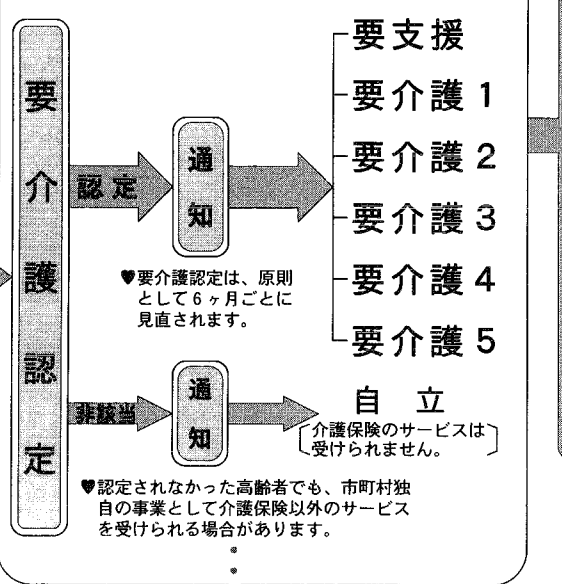 要介護認定
認定
通知
要支援
要介護1
要介護2
要介護3
要介護4
要介護5
♥要介護認定は、原則
として6ヶ月ごとに
見直されます。
非該当
通知
自立
〔介護保険のサービスは
受けられません。〕
♥認定されなかった高齢者でも、市町村独
自の事業として介護保険以外のサービス
を受けられる場合があります。